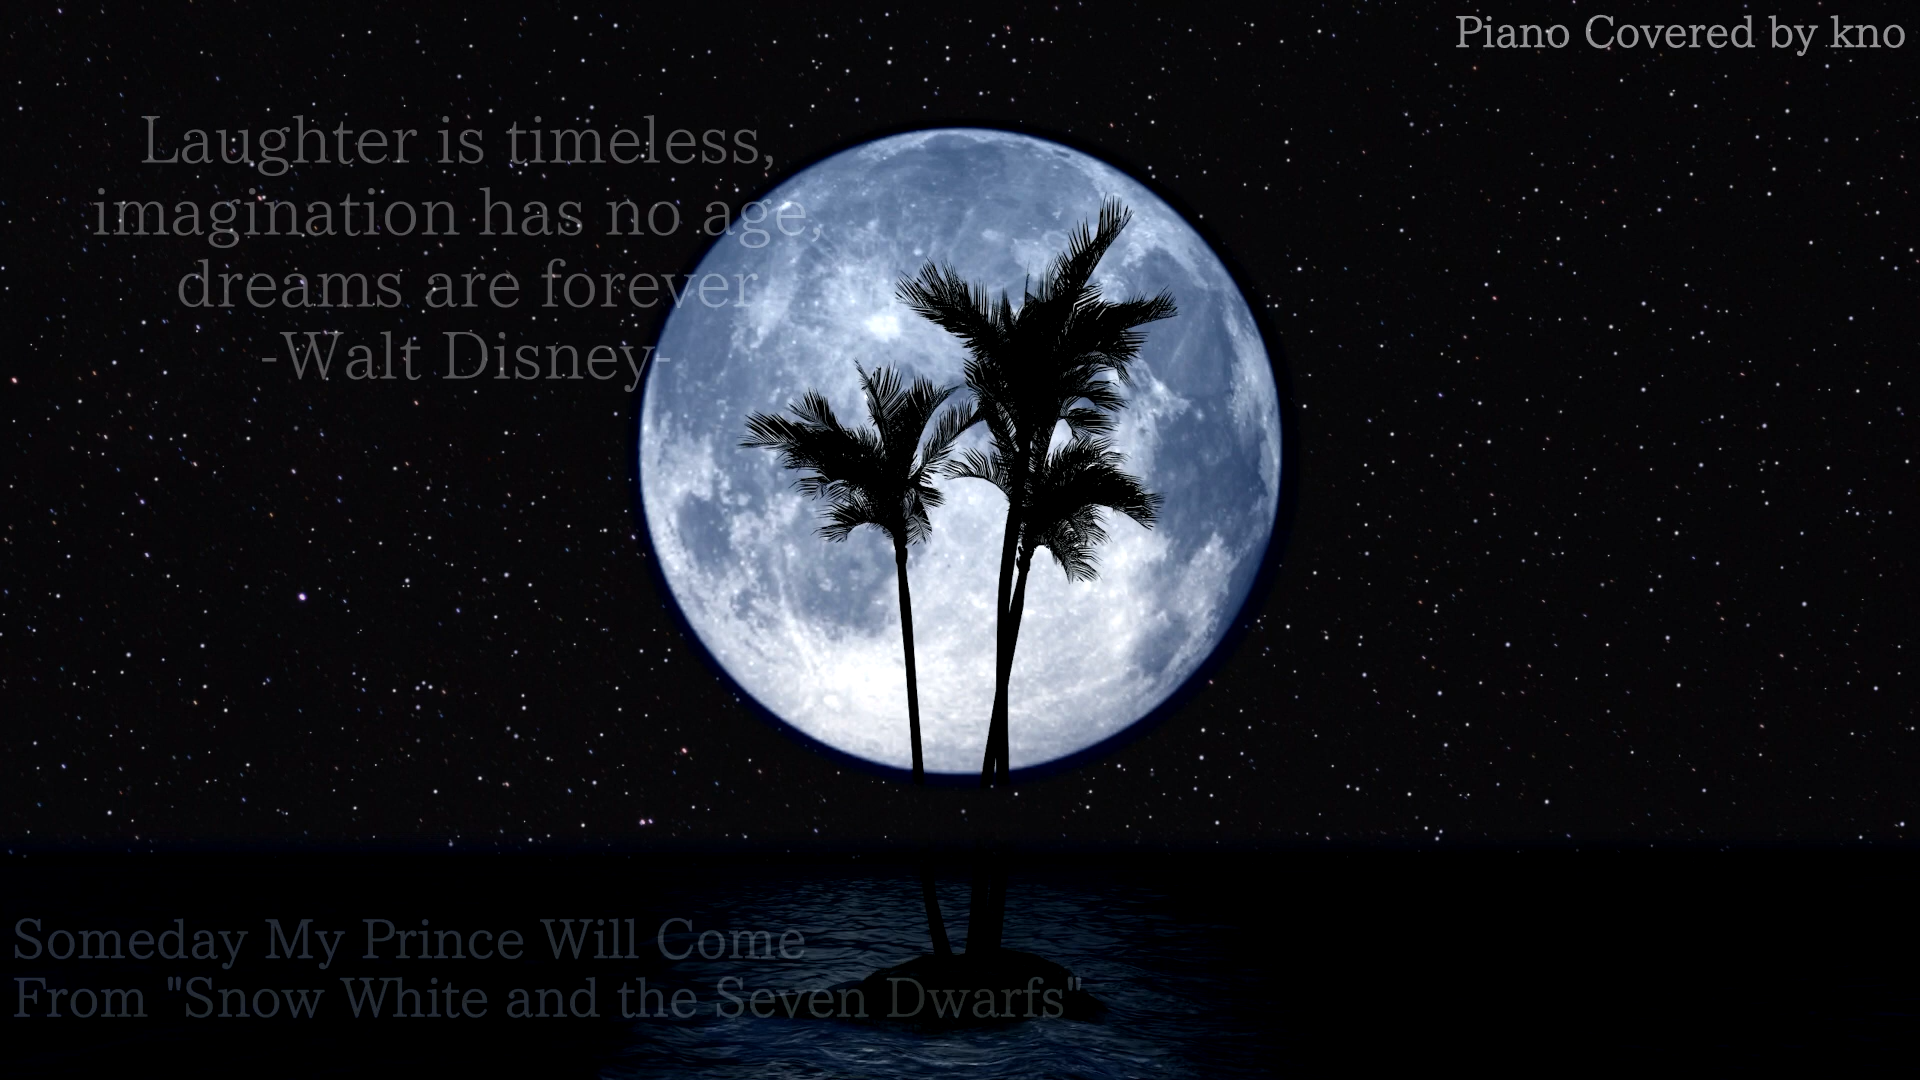 Piano Covered by kno
Laughter is timeless,
imagination has no age,
dreams are forever
-Walt Disney-
Someday My Prince Will Come
From "Snow White and the Seven Dwarfs"